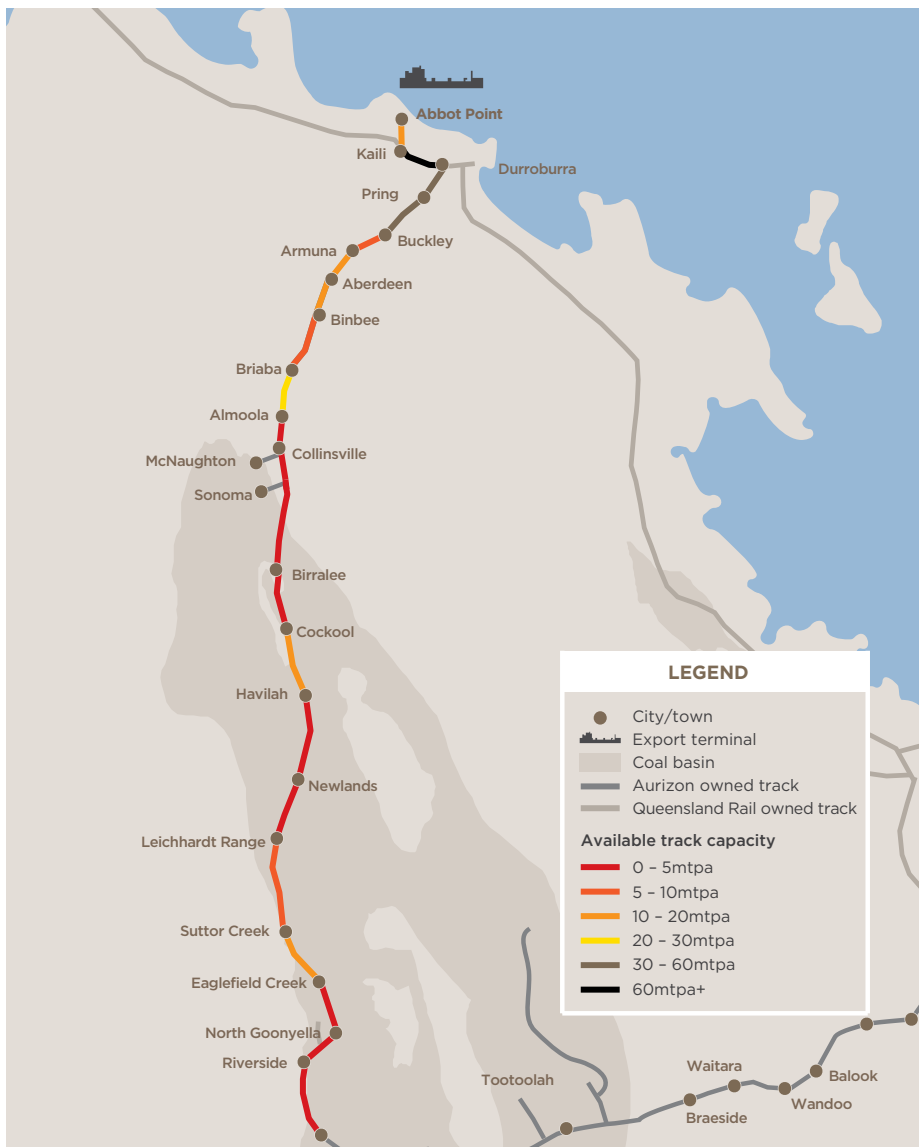 Abbot Point
Kaili
Durroburra
Pring
Buckley
Armuna
Aberdeen
Binbee
Briaba
Almoola
Collinsville
McNaughton
Sonoma
Birralee
Cockool
Havilah
Newlands
Leichhardt Range
Suttor Creek
Eaglefield Creek
North Goonyella
Riverside
Tootoolah
Waitara
Balook
Wandoo
Braeside
LEGEND
City/town
Export terminal
Coal basin
Aurizon owned track
Queensland Rail owned track
Available track capacity
0 – 5mtpa
5 – 10mtpa
10 – 20mtpa
20 – 30mtpa
30 – 60mtpa
60mtpa+